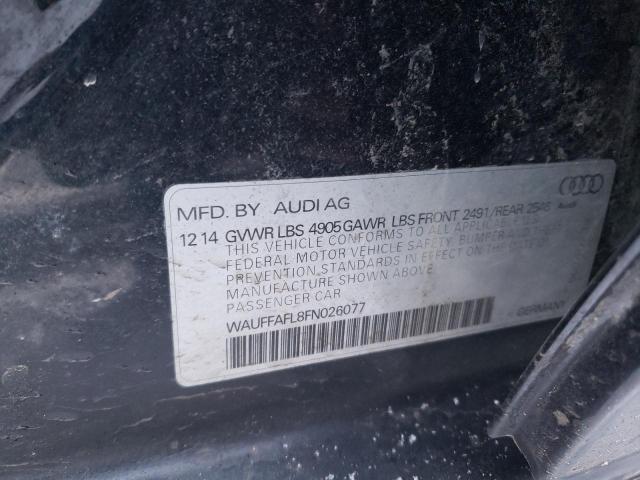 MFD. BY AUDI AG
12 14 GVWR LBS 4905 GAWR LBS FRONT 2491/REAR 2546 Audi
THIS VEHICLE CONFORMS TO ALL APPLICABLE
FEDERAL MOTOR VEHICLE SAFETY, BUMPER AND THEFT
PREVENTION STANDARDS IN EFFECT ON THE DATE OF
MANUFACTURE SHOWN ABOVE.
PASSENGER CAR
WAUFFAFL8FN026077
GERMANY